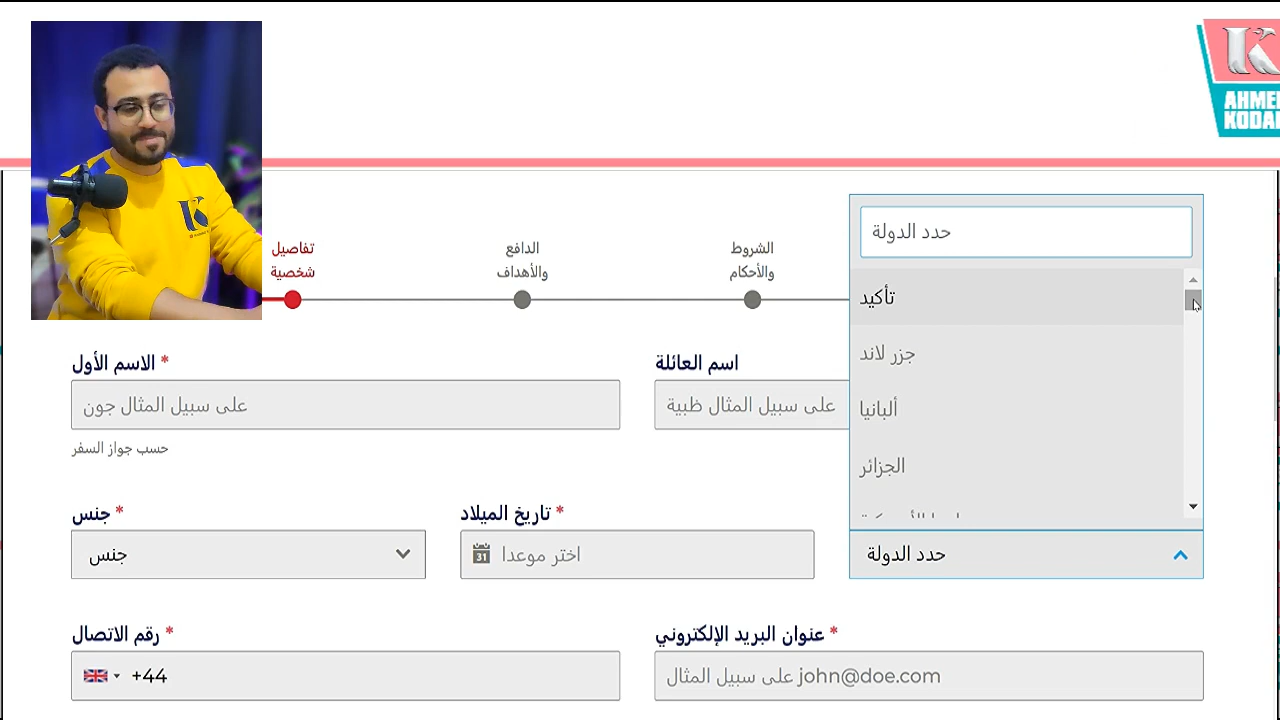 AHMED
KODA
تفاصيل
شخصية
الدافع
والأهداف
الشروط
والأحكام
حدد الدولة
تأكيد
جزر لاند
ألبانيا
الجزائر
الاسم الأول *
على سبيل المثال جون
حسب جواز السفر
اسم العائلة
على سبيل المثال ظبية
جنس *
جنس
تاريخ الميلاد *
31
اختر موعدا
حدد الدولة
رقم الاتصال *
+44
عنوان البريد الإلكتروني *
على سبيل المثال john@doe.com